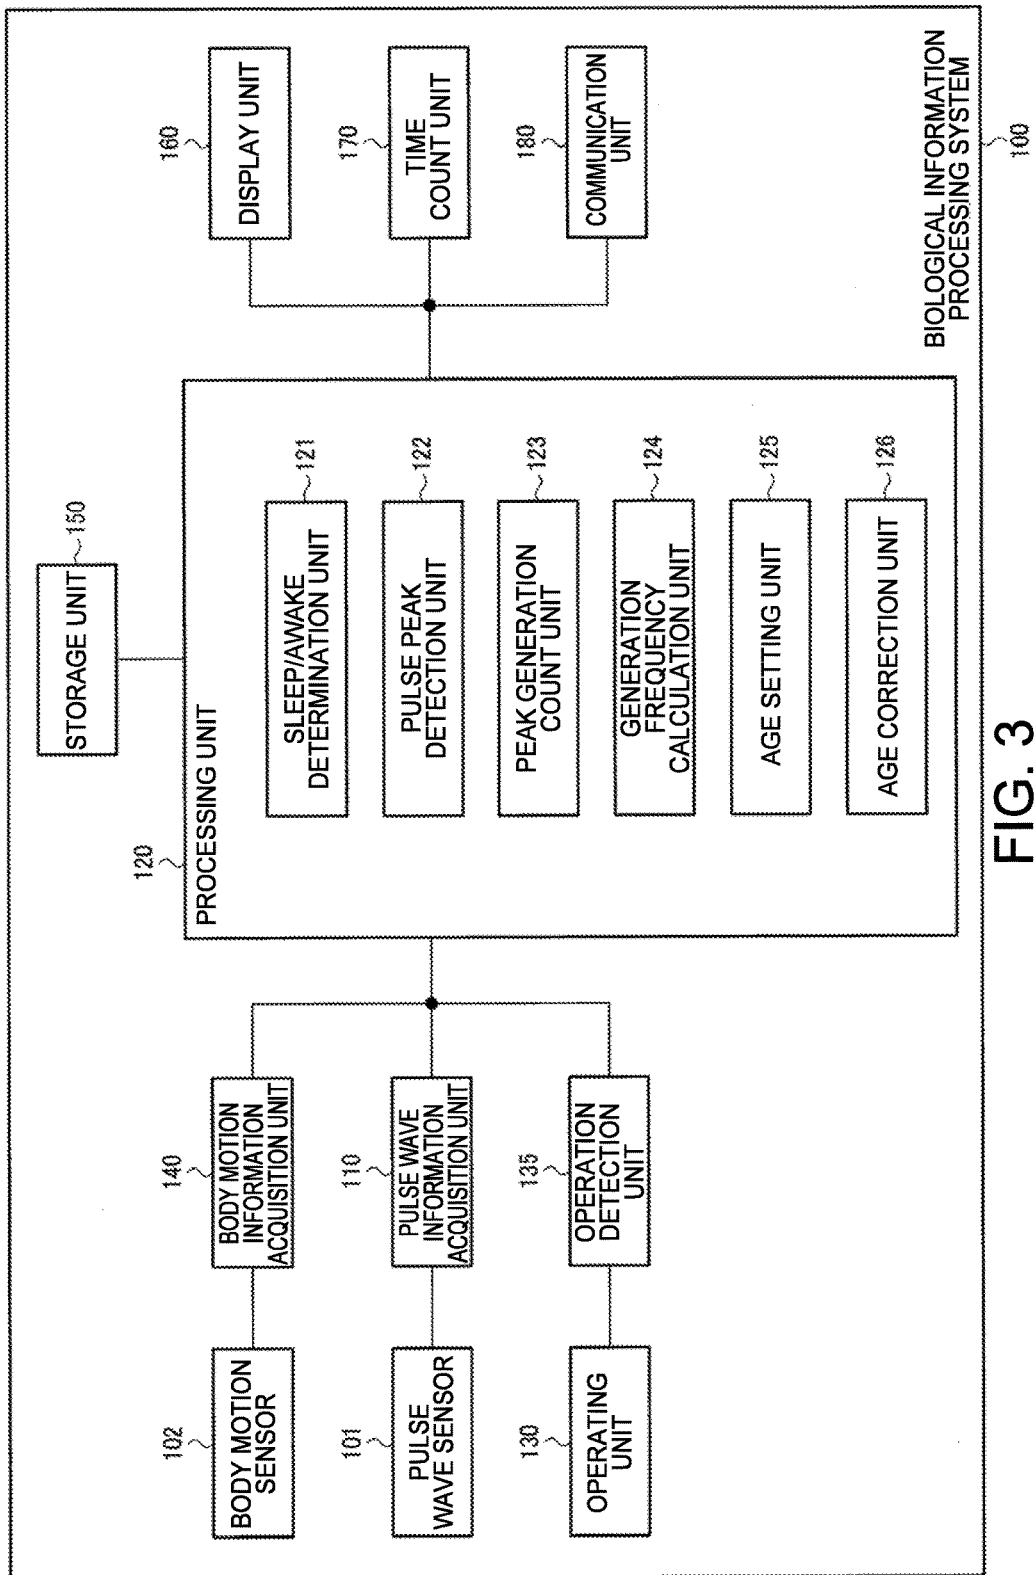 102
BODY MOTION
SENSOR
101
PULSE
WAVE SENSOR
130
OPERATING
UNIT
140
BODY MOTION
INFORMATION
ACQUISITION UNIT
110
PULSE WAVE
INFORMATION
ACQUISITION UNIT
135
OPERATION
DETECTION
UNIT
STORAGE UNIT
150
120
PROCESSING UNIT
SLEEP/AWAKE
DETERMINATION UNIT
121
PULSE PEAK
DETECTION UNIT
122
PEAK GENERATION
COUNT UNIT
123
GENERATION
FREQUENCY
CALCULATION UNIT
124
AGE SETTING UNIT
125
AGE CORRECTION UNIT
126
160
DISPLAY UNIT
170
TIME
COUNT UNIT
180
COMMUNICATION
UNIT
BIOLOGICAL INFORMATION
PROCESSING SYSTEM
100
FIG. 3